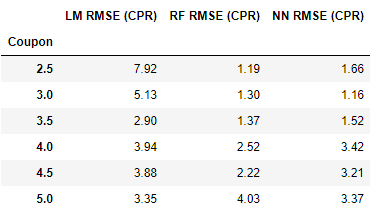 LM RMSE (CPR) RF RMSE (CPR) NN RMSE (CPR)
Coupon
2.5 7.92 1.19 1.66
3.0 5.13 1.30 1.16
3.5 2.90 1.37 1.52
4.0 3.94 2.52 3.42
4.5 3.88 2.22 3.21
5.0 3.35 4.03 3.37